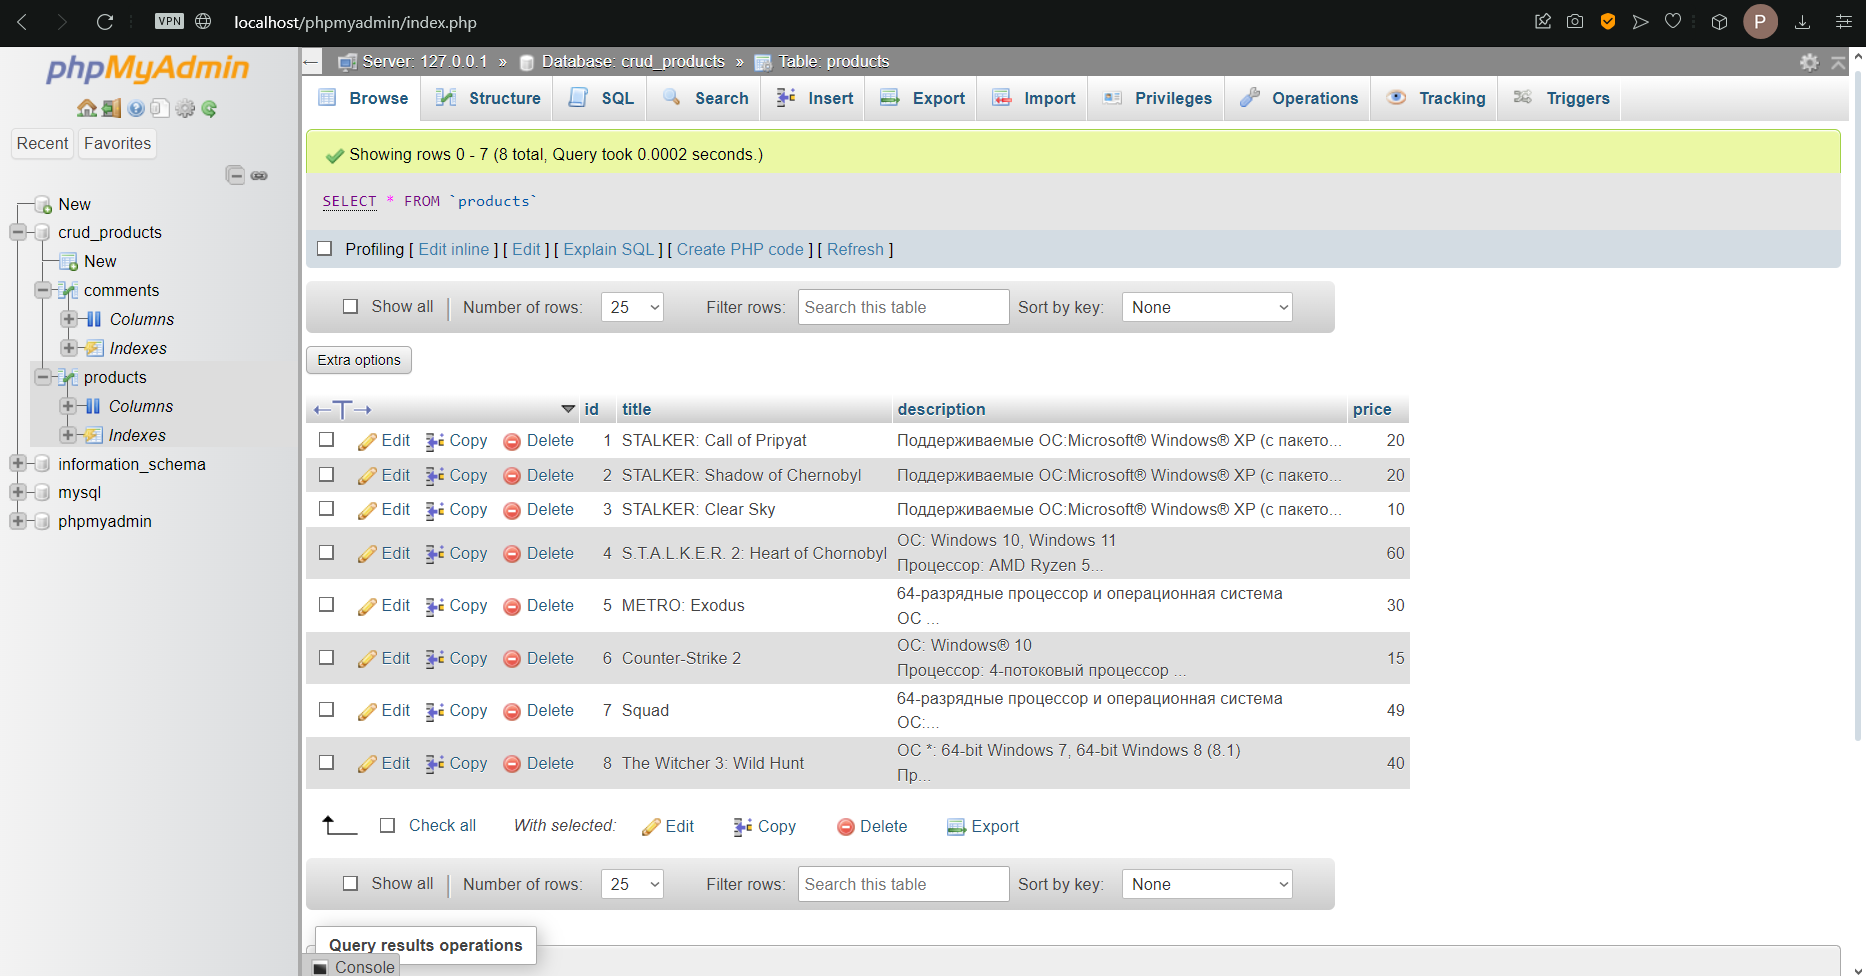 VPN localhost/phpmyadmin/index.php P
phpMyAdmin
Recent Favorites
New
crud_products
New
comments
Columns
Indexes
products
Columns
Indexes
information_schema
mysql
phpmyadmin
Server: 127.0.0.1 » Database: crud_products » Table: products
Browse Structure SQL Search Insert Export Import Privileges Operations Tracking Triggers
Showing rows 0 - 7 (8 total, Query took 0.0002 seconds.)
SELECT * FROM `products`
Profiling [ Edit inline ] [ Edit ] [ Explain SQL ] [ Create PHP code ] [ Refresh ]
Show all | Number of rows: 25 Filter rows: Search this table Sort by key: None
Extra options
←T→ id title description price
Edit Copy Delete 1 STALKER: Call of Pripyat Поддерживаемые ОС:Microsoft® Windows® XP (с пакето... 20
Edit Copy Delete 2 STALKER: Shadow of Chernobyl Поддерживаемые ОС:Microsoft® Windows® XP (с пакето... 20
Edit Copy Delete 3 STALKER: Clear Sky Поддерживаемые ОС:Microsoft® Windows® XP (с пакето... 10
Edit Copy Delete 4 S.T.A.L.K.E.R. 2: Heart of Chornobyl ОС: Windows 10, Windows 11
Процессор: AMD Ryzen 5... 60
Edit Copy Delete 5 METRO: Exodus 64-разрядные процессор и операционная система
ОС ... 30
Edit Copy Delete 6 Counter-Strike 2 ОС: Windows® 10
Процессор: 4-потоковый процессор ... 15
Edit Copy Delete 7 Squad 64-разрядные процессор и операционная система
ОС:... 49
Edit Copy Delete 8 The Witcher 3: Wild Hunt ОС *: 64-bit Windows 7, 64-bit Windows 8 (8.1)
Пр... 40
Check all With selected: Edit Copy Delete Export
Show all | Number of rows: 25 Filter rows: Search this table Sort by key: None
Query results operations
Console